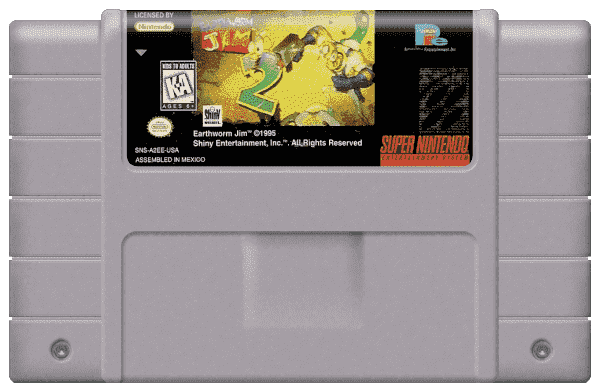 LICENSED BY
Nintendo
EARTHWORM
JIM
2
KIDS TO ADULTS
K-A
AGES 6+
SHINY
Earthworm Jim™ ©1995
Shiny Entertainment, Inc.™. All Rights Reserved
SNS-A2EE-USA
ASSEMBLED IN MEXICO
SUPER NINTENDO
ENTERTAINMENT SYSTEM